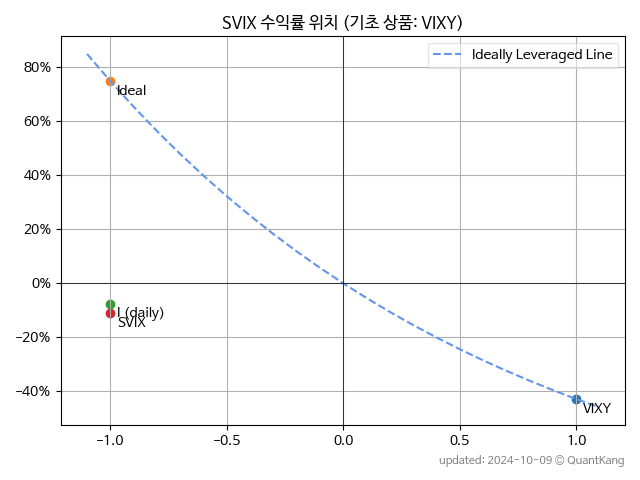 SVIX 수익률 위치 (기초 상품: VIXY)
Ideally Leveraged Line
80%
60%
40%
20%
0%
−20%
−40%
Ideal
I (daily)
SVIX
VIXY
−1.0
−0.5
0.0
0.5
1.0
updated: 2024-10-09 © QuantKang